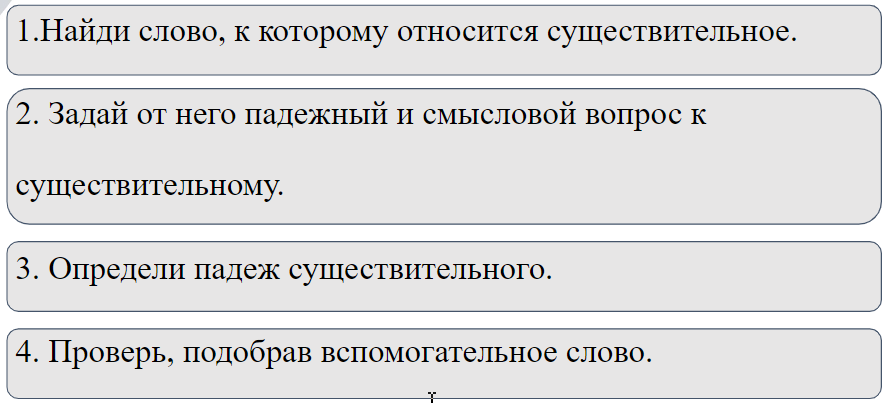 1.Найди слово, к которому относится существительное.
2. Задай от него падежный и смысловой вопрос к
существительному.
3. Определи падеж существительного.
4. Проверь, подобрав вспомогательное слово.